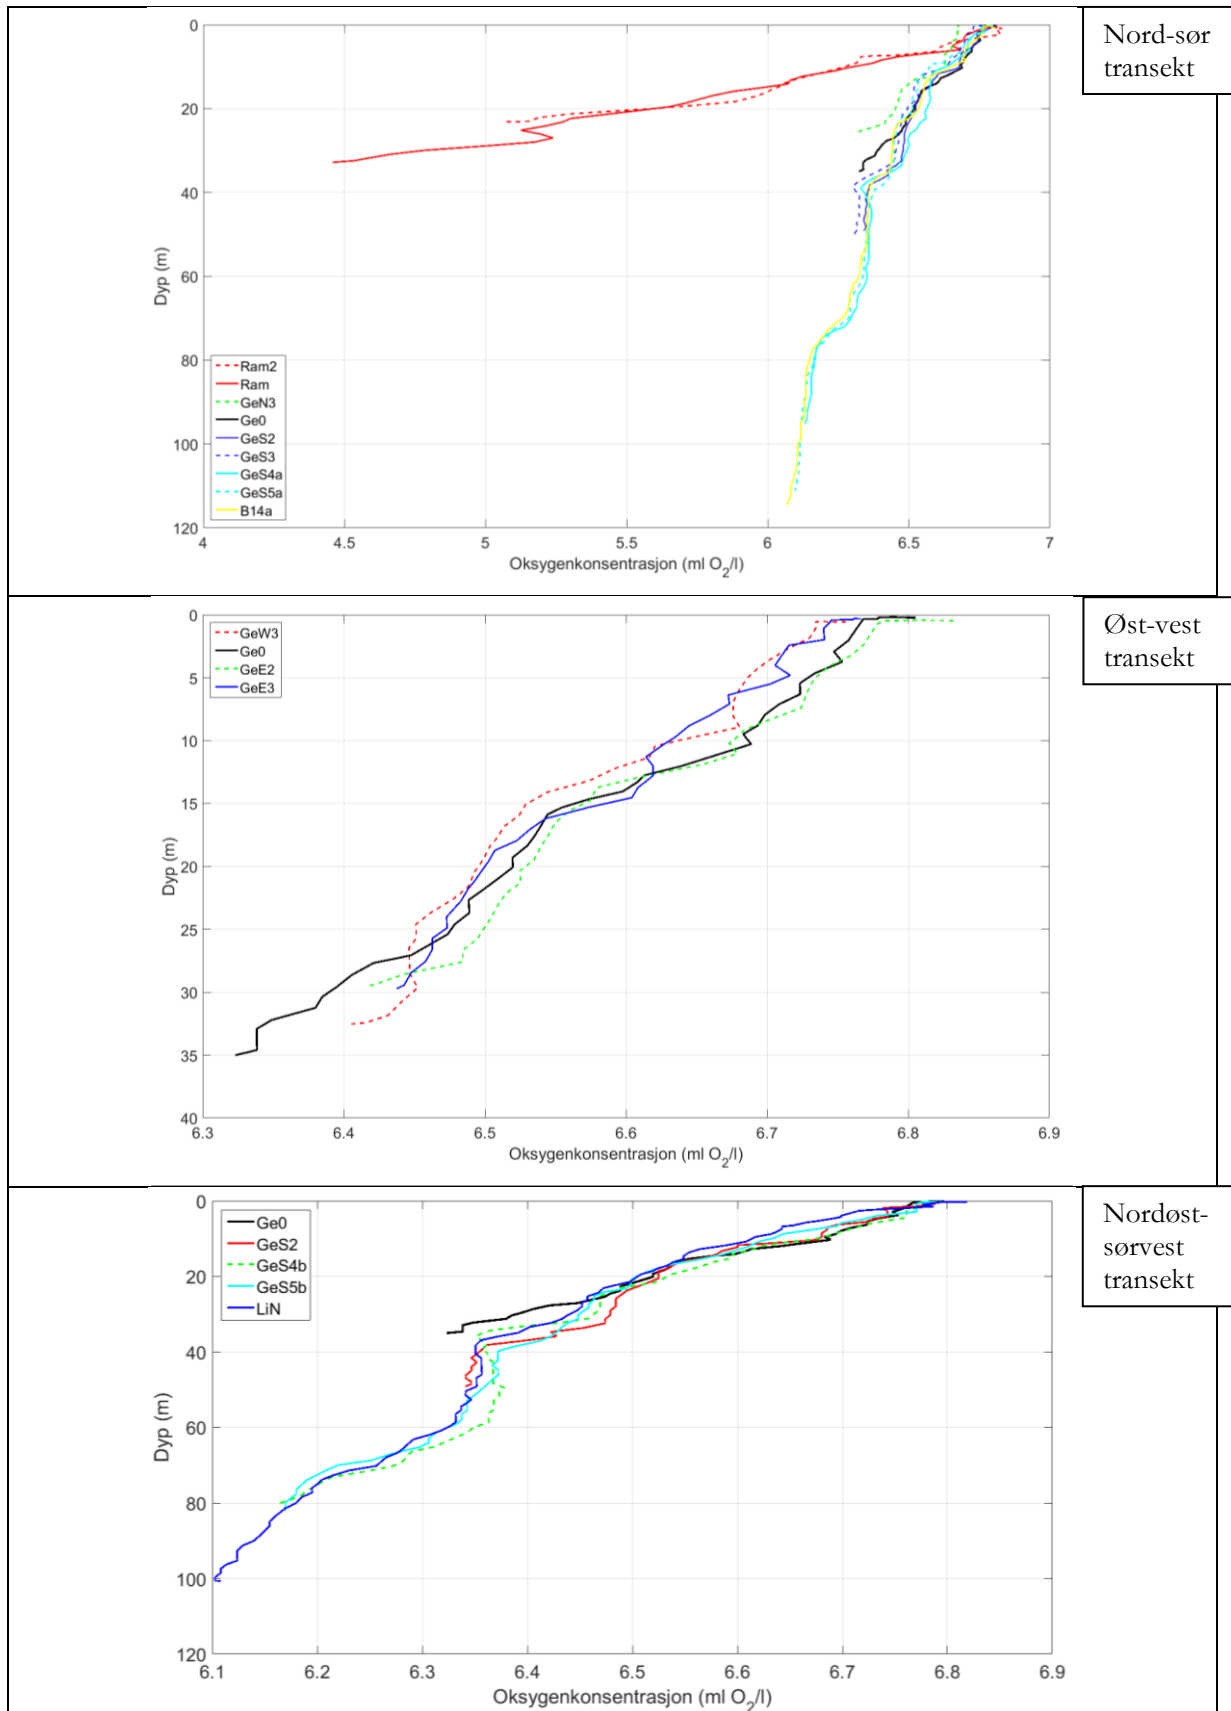 Nord-sør
transekt
0
20
40
60
80
100
120
Dyp (m)
Ram2
Ram
GeN3
Ge0
GeS2
GeS3
GeS4a
GeS5a
B14a
4 4.5 5 5.5 6 6.5 7
Oksygenkonsentrasjon (ml O2/l)
Øst-vest
transekt
0
5
10
15
20
25
30
35
40
Dyp (m)
GeW3
Ge0
GeE2
GeE3
6.3 6.4 6.5 6.6 6.7 6.8 6.9
Oksygenkonsentrasjon (ml O2/l)
Nordøst-
sørvest
transekt
0
20
40
60
80
100
120
Dyp (m)
Ge0
GeS2
GeS4b
GeS5b
LiN
6.1 6.2 6.3 6.4 6.5 6.6 6.7 6.8 6.9
Oksygenkonsentrasjon (ml O2/l)